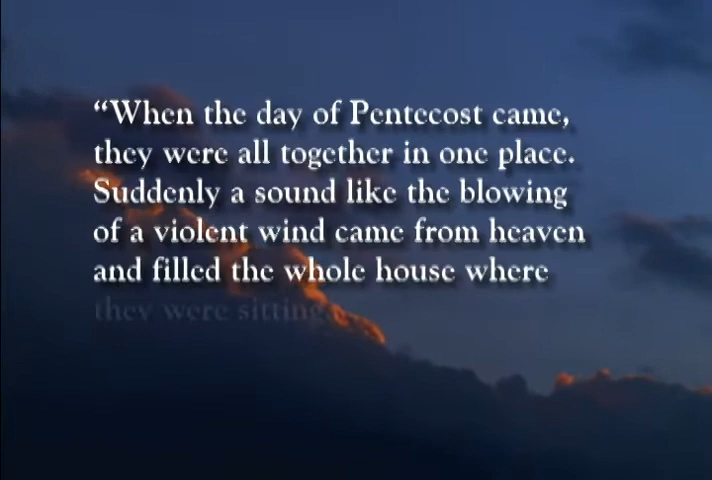 “When the day of Pentecost came,
they were all together in one place.
Suddenly a sound like the blowing
of a violent wind came from heaven
and filled the whole house where
they were sitting.